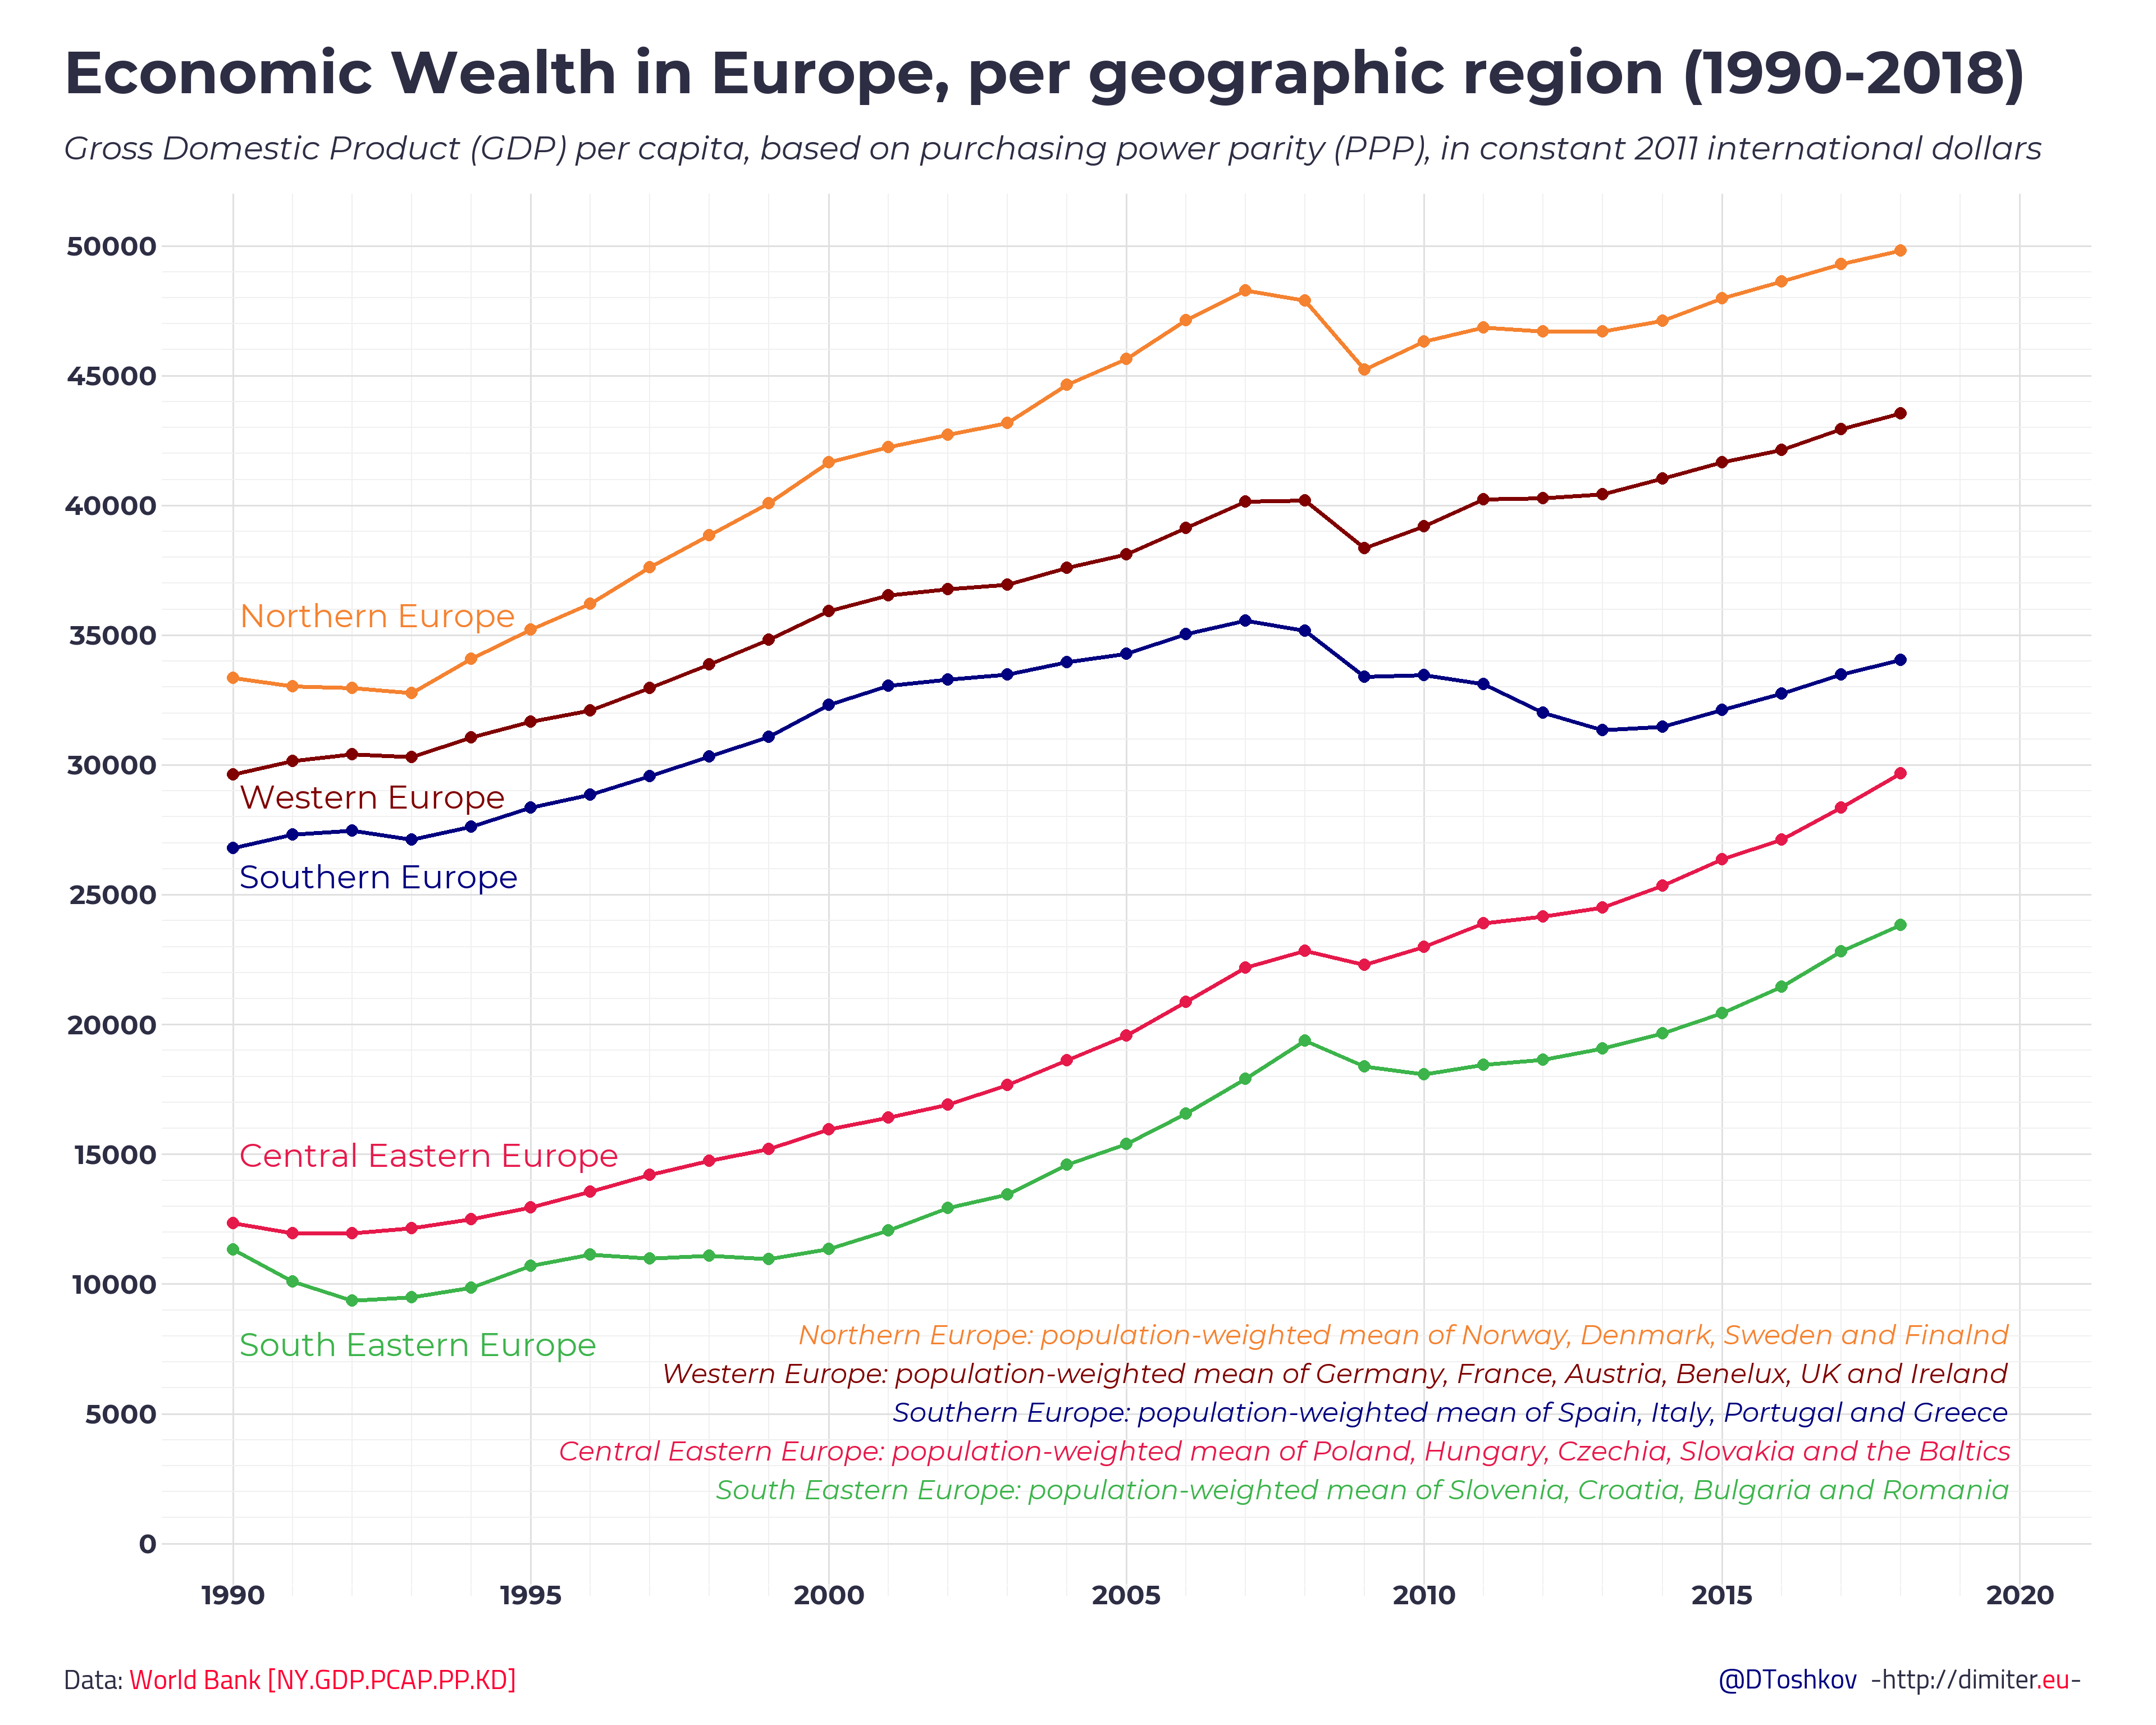 Economic Wealth in Europe, per geographic region (1990-2018)
Gross Domestic Product (GDP) per capita, based on purchasing power parity (PPP), in constant 2011 international dollars
50000
45000
40000
Northern Europe
35000
30000
Western Europe
Southern Europe
25000
20000
Central Eastern Europe
15000
10000
Northern Europe: population-weighted mean of Norway, Denmark, Sweden and Finalnd
South Eastern Europe
Western Europe: population-weighted mean of Germany, France, Austria, Benelux, UK and Ireland
5000
Southern Europe: population-weighted mean of Spain, Italy, Portugal and Greece
Central Eastern Europe: population-weighted mean of Poland, Hungary, Czechia, Slovakia and the Baltics
South Eastern Europe: population-weighted mean of Slovenia, Croatia, Bulgaria and Romania
0
1990 1995 2000 2005 2010 2015 2020
Data: World Bank [NY.GDP.PCAP.PP.KD]
@DToshkov -http://dimiter.eu-